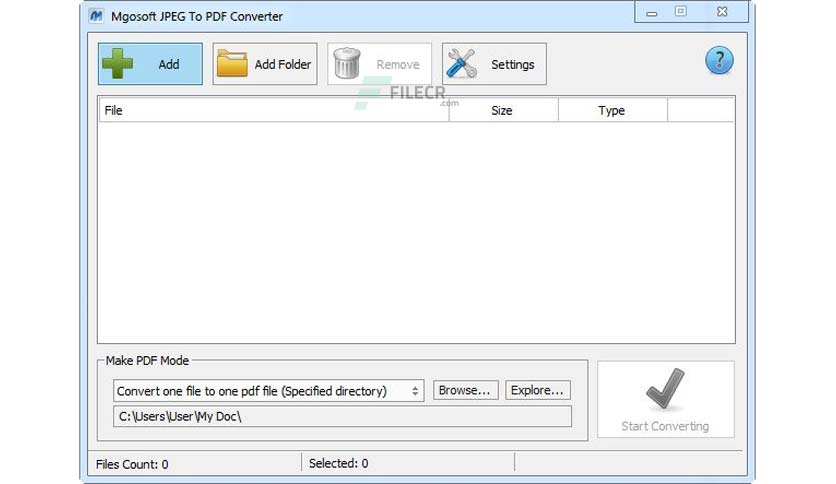 Mgosoft JPEG To PDF Converter
Add
Add Folder
Remove
Settings
?
FILECR
.com
File
Size
Type
Make PDF Mode
Convert one file to one pdf file (Specified directory)
Browse...
Explore...
C:\Users\User\My Doc\
Start Converting
Files Count: 0
Selected: 0